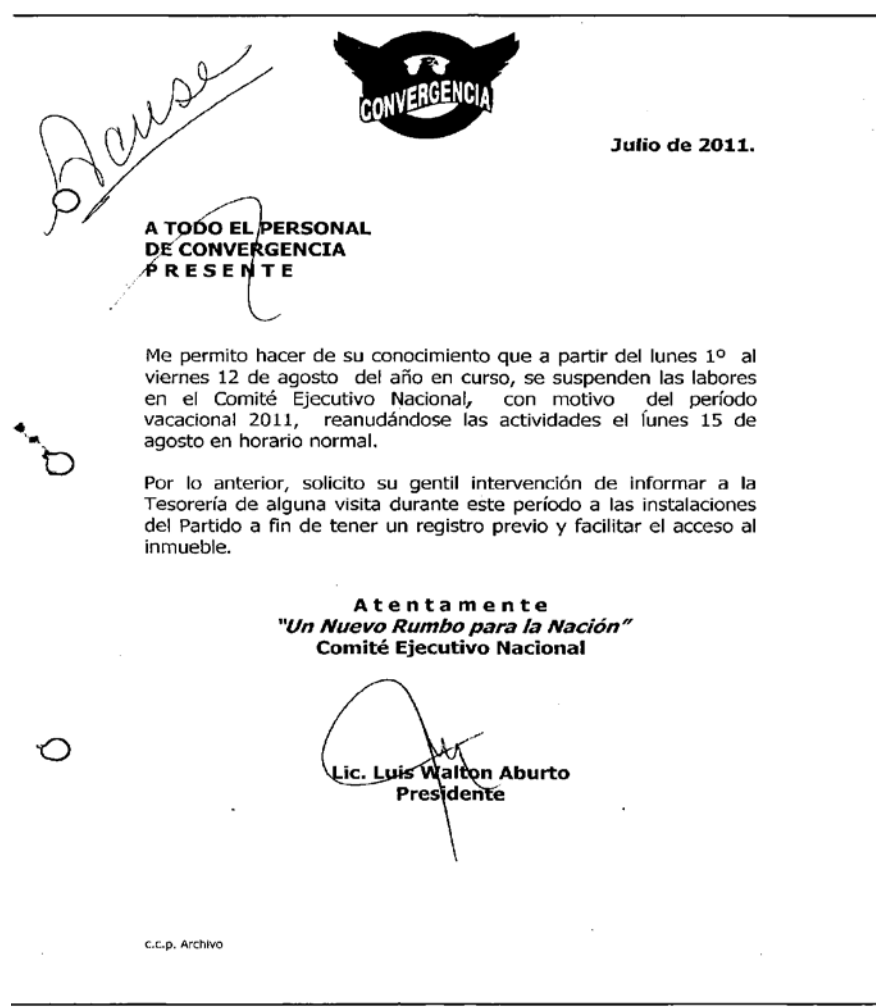 Acuse
CONVERGENCIA
Julio de 2011.
A TODO EL PERSONAL
DE CONVERGENCIA
P R E S E N T E
Me permito hacer de su conocimiento que a partir del lunes 1º al
viernes 12 de agosto del año en curso, se suspenden las labores
en el Comité Ejecutivo Nacional, con motivo del período
vacacional 2011, reanudándose las actividades el lunes 15 de
agosto en horario normal.
Por lo anterior, solicito su gentil intervención de informar a la
Tesorería de alguna visita durante este período a las instalaciones
del Partido a fin de tener un registro previo y facilitar el acceso al
inmueble.
A t e n t a m e n t e
"Un Nuevo Rumbo para la Nación"
Comité Ejecutivo Nacional
Lic. Luis Walton Aburto
Presidente
c.c.p. Archivo